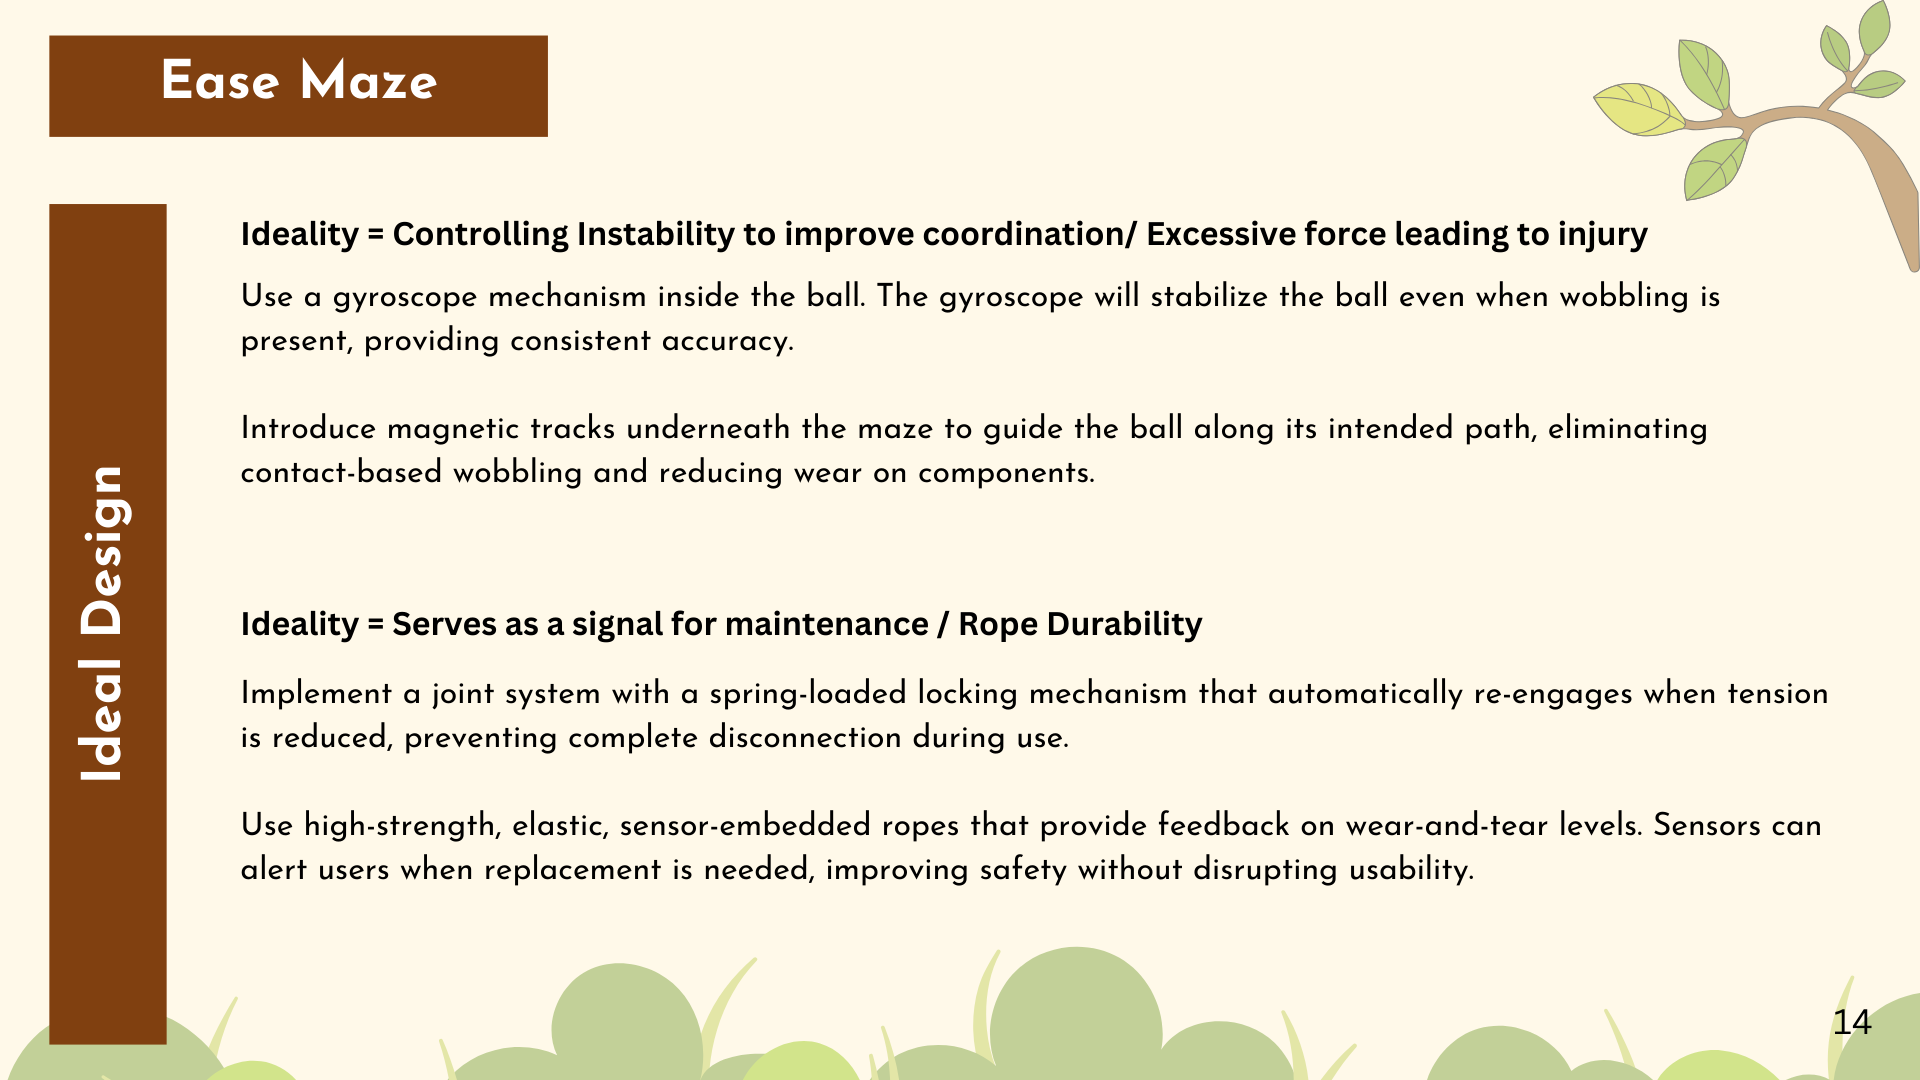 Ease Maze
Ideal Design
Ideality = Controlling Instability to improve coordination/ Excessive force leading to injury
Use a gyroscope mechanism inside the ball. The gyroscope will stabilize the ball even when wobbling is
present, providing consistent accuracy.
Introduce magnetic tracks underneath the maze to guide the ball along its intended path, eliminating
contact-based wobbling and reducing wear on components.
Ideality = Serves as a signal for maintenance / Rope Durability
Implement a joint system with a spring-loaded locking mechanism that automatically re-engages when tension
is reduced, preventing complete disconnection during use.
Use high-strength, elastic, sensor-embedded ropes that provide feedback on wear-and-tear levels. Sensors can
alert users when replacement is needed, improving safety without disrupting usability.
14